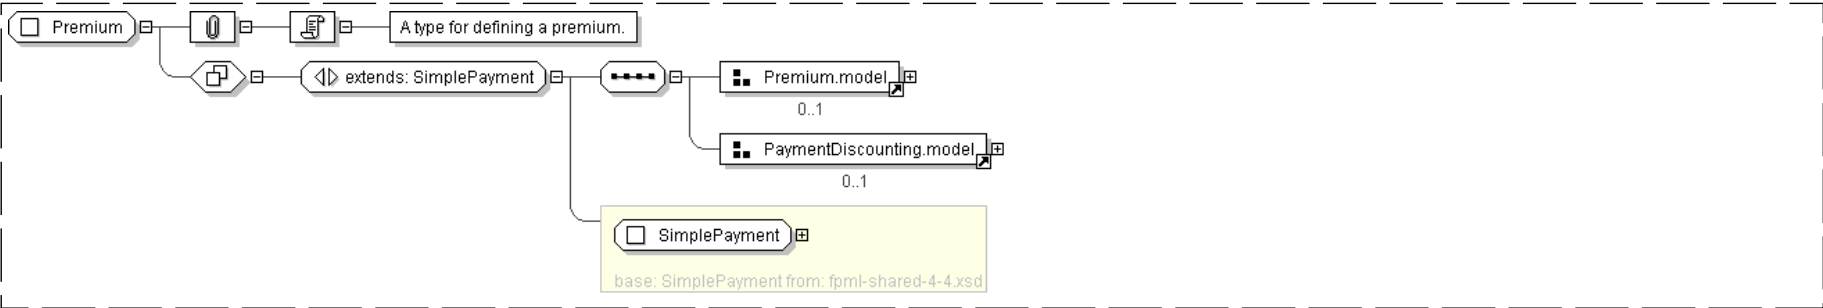 Premium
A type for defining a premium.
extends: SimplePayment
Premium.model
0..1
PaymentDiscounting.model
0..1
SimplePayment
base: SimplePayment from: fpml-shared-4-4.xsd